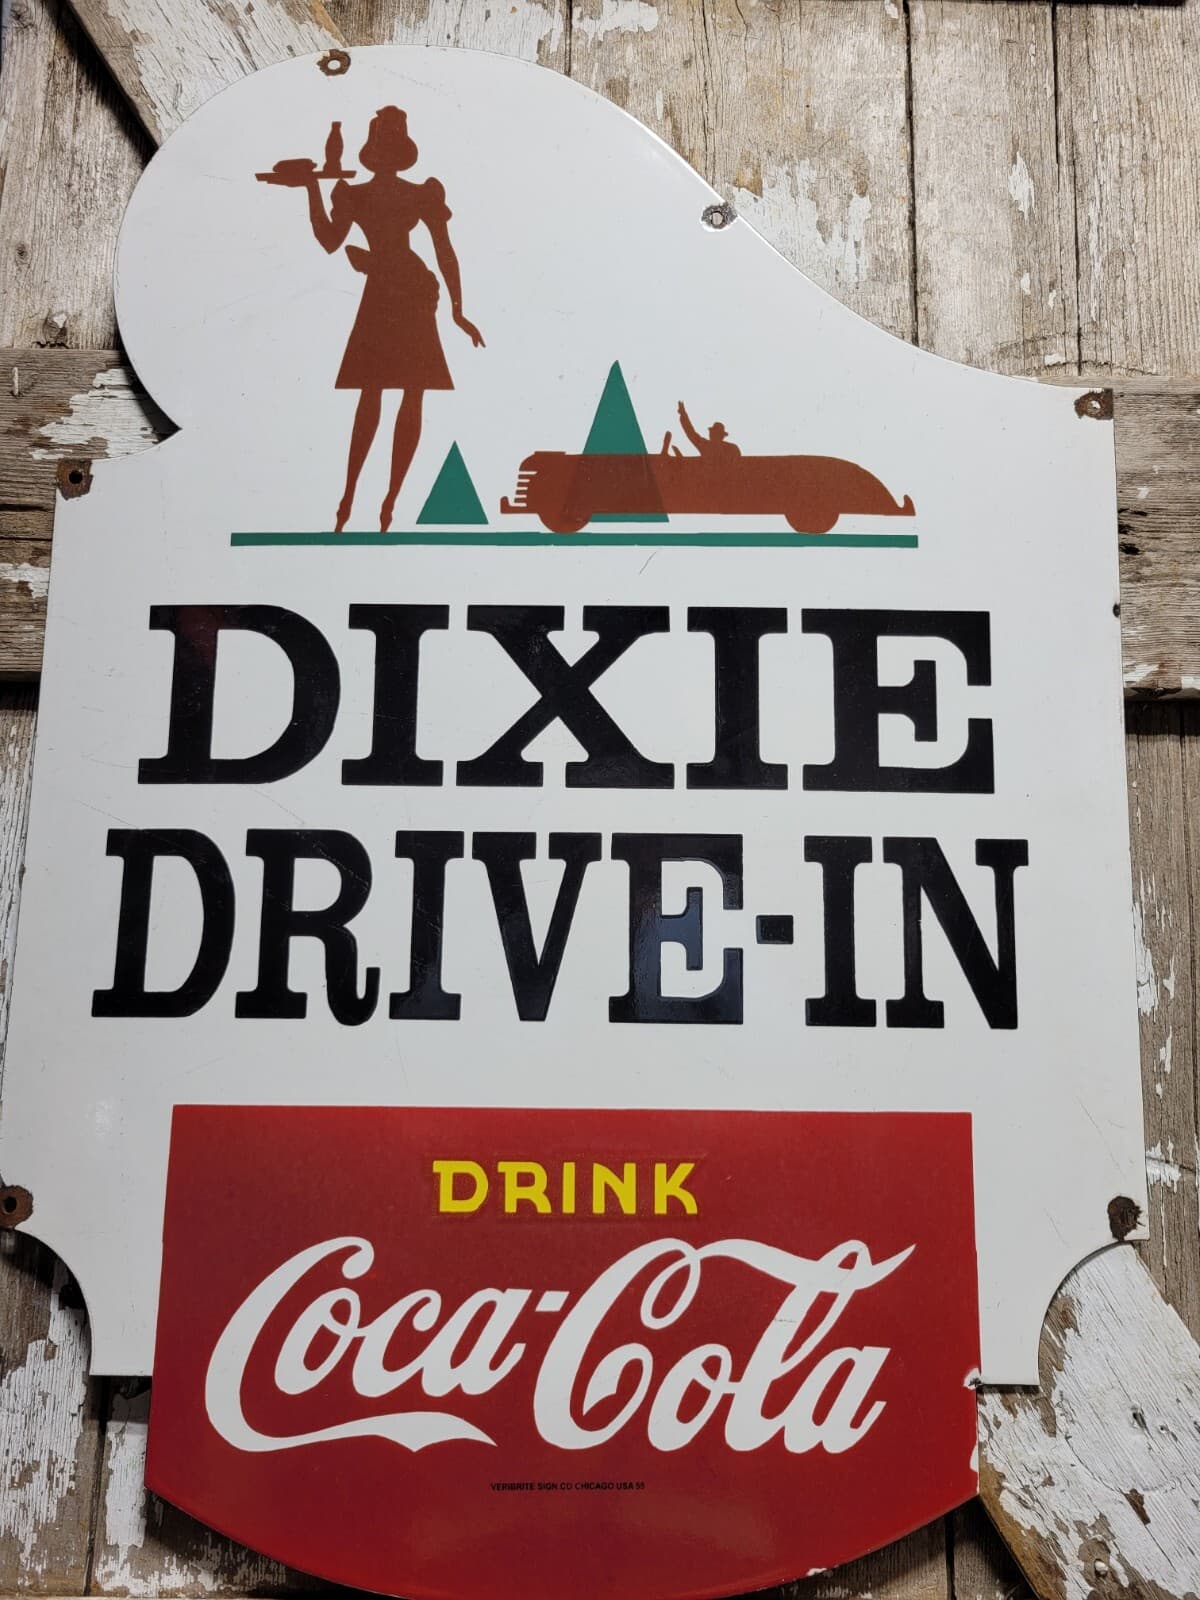 DIXIE
DRIVE-IN
DRINK
Coca-Cola
VERIBRITE SIGN CO CHICAGO USA 55